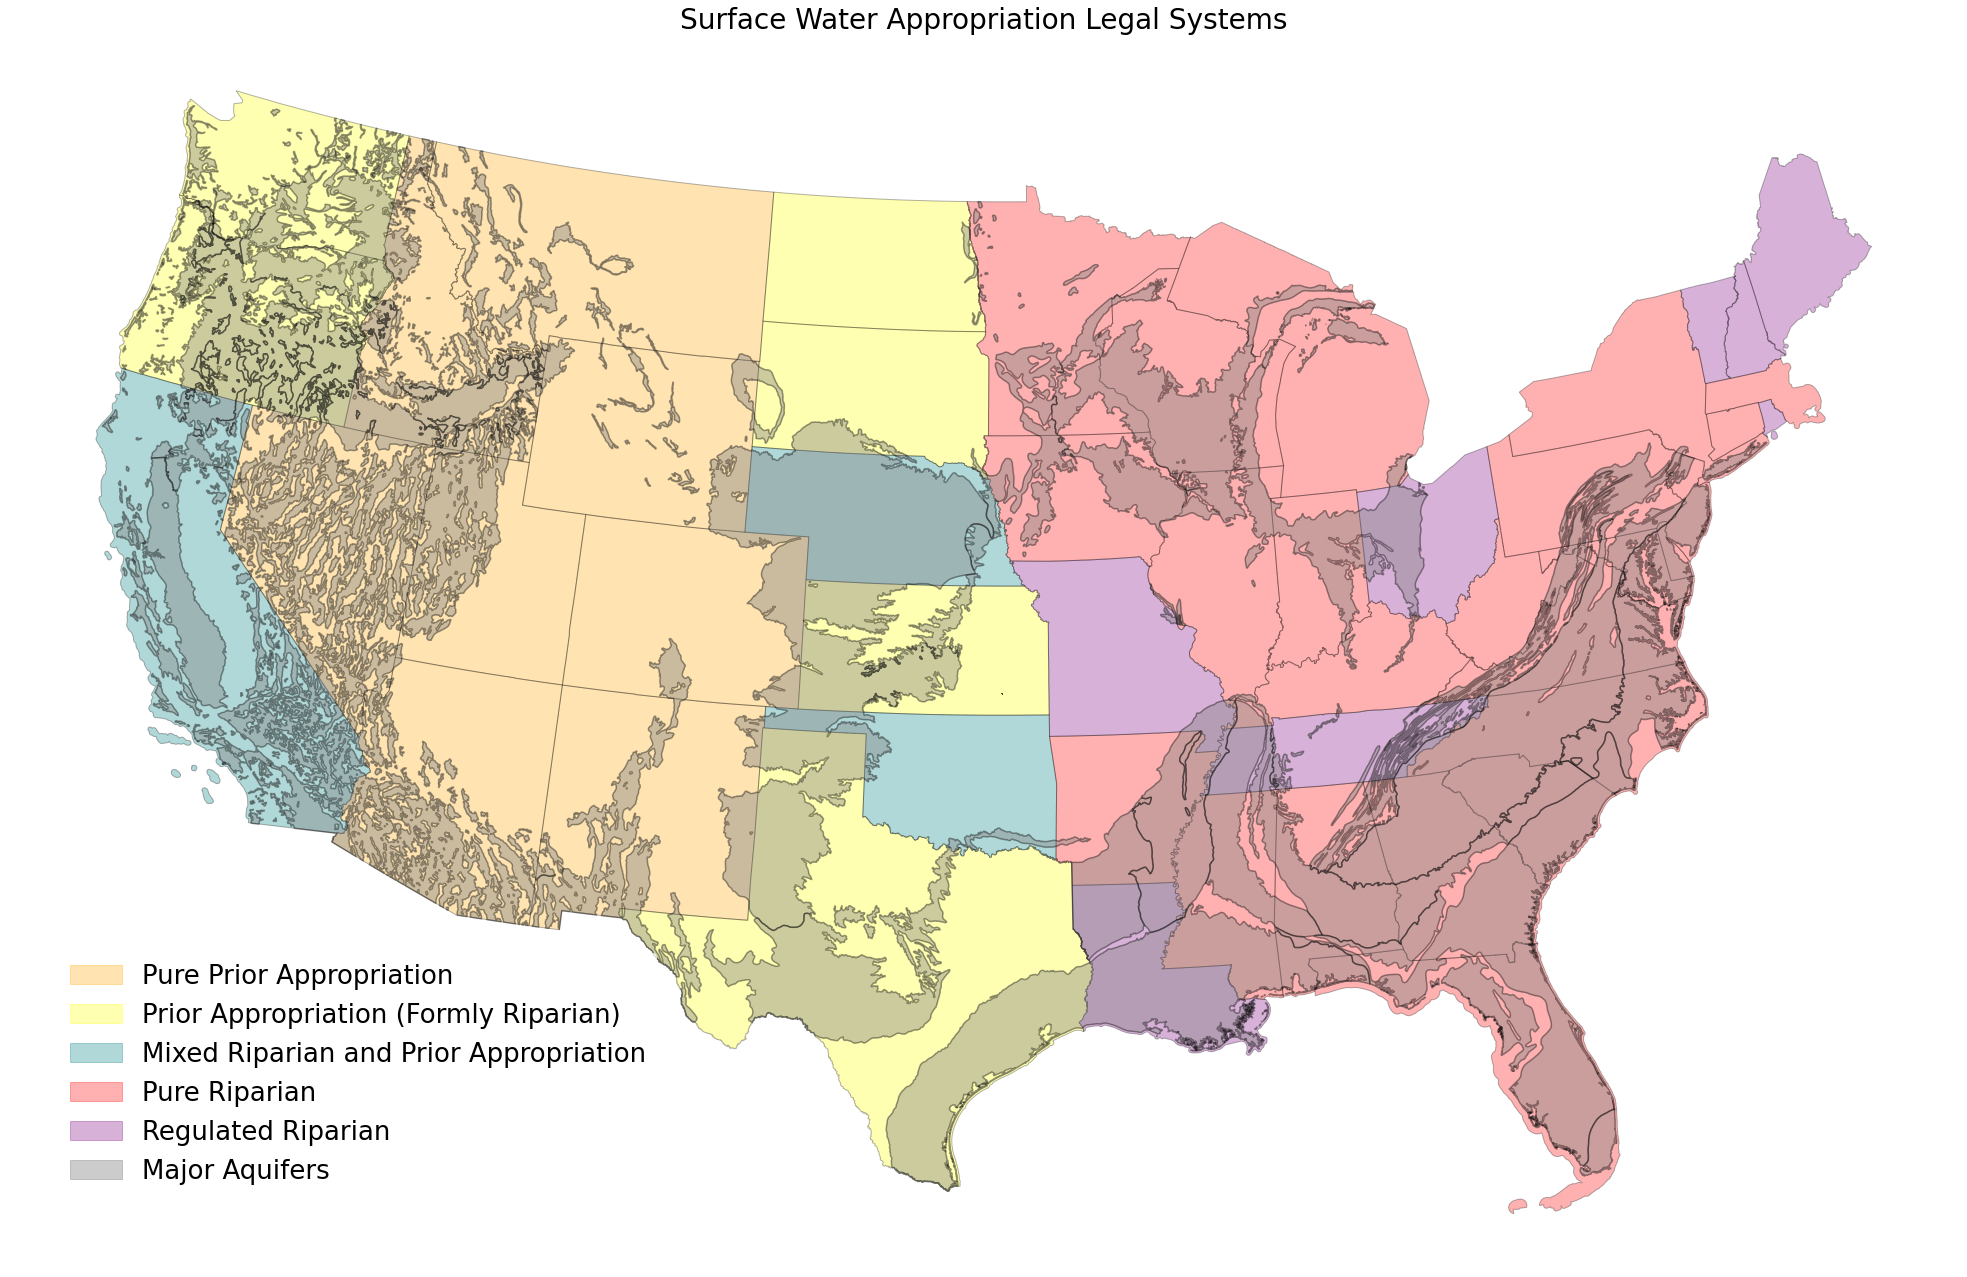 Surface Water Appropriation Legal Systems
Pure Prior Appropriation
Prior Appropriation (Formly Riparian)
Mixed Riparian and Prior Appropriation
Pure Riparian
Regulated Riparian
Major Aquifers